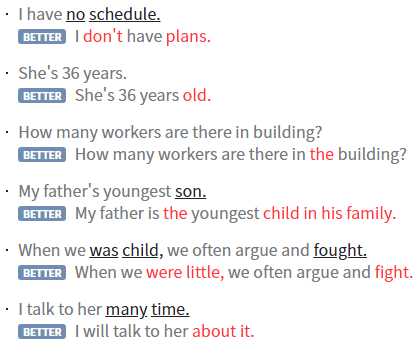 · I have no schedule.
BETTER I don't have plans.
· She's 36 years.
BETTER She's 36 years old.
· How many workers are there in building?
BETTER How many workers are there in the building?
· My father's youngest son.
BETTER My father is the youngest child in his family.
· When we was child, we often argue and fought.
BETTER When we were little, we often argue and fight.
· I talk to her many time.
BETTER I will talk to her about it.